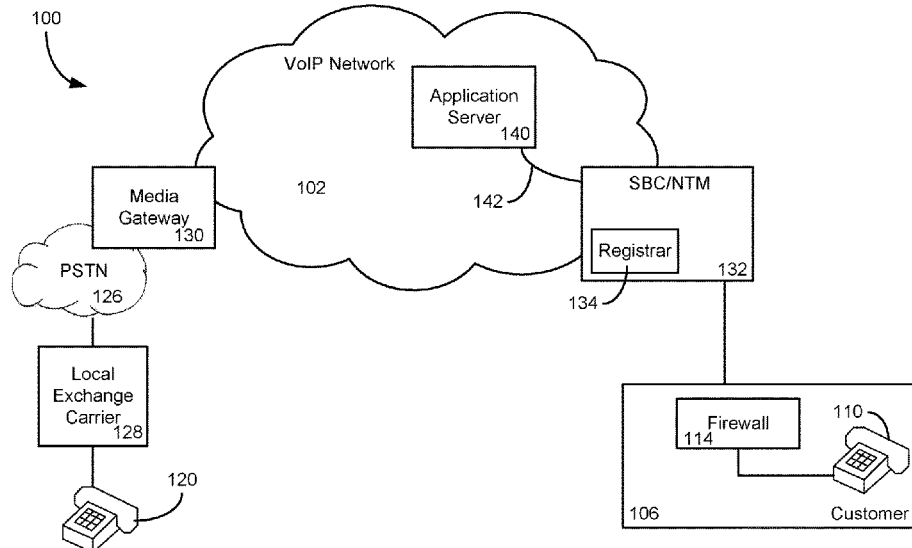 100
VoIP Network
Application
Server
140
102
142
SBC/NTM
Media
Gateway
130
Registrar
132
134
PSTN
126
Local
Exchange
Carrier
128
Firewall
114
110
120
106
Customer